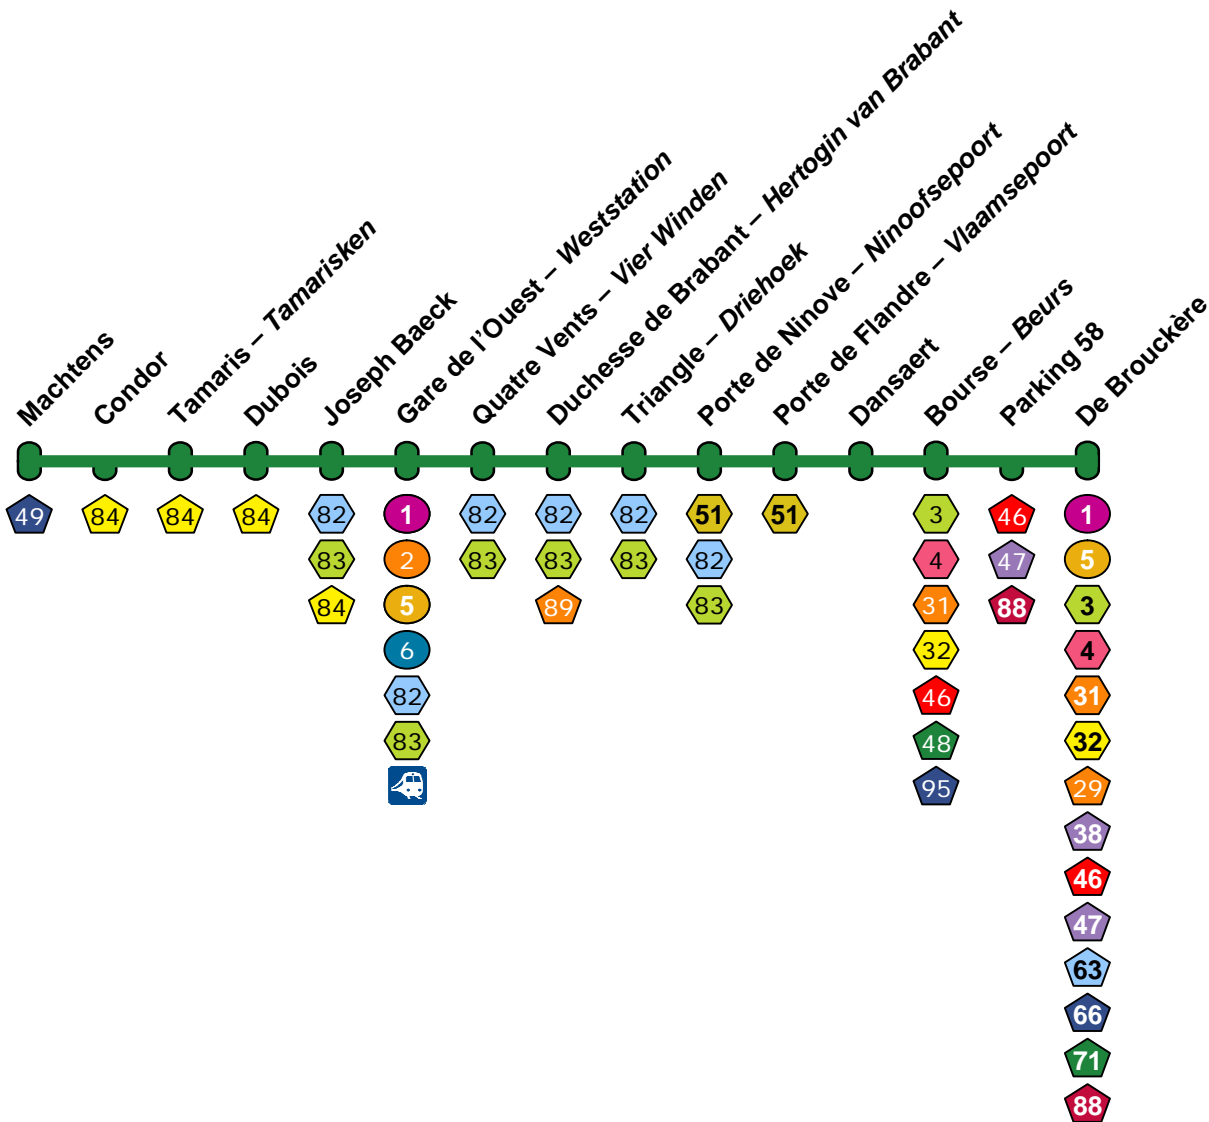 Machtens
Condor
Tamaris – Tamarisken
Dubois
Joseph Baeck
Gare de l’Ouest – Weststation
Quatre Vents – Vier Winden
Duchesse de Brabant – Hertogin van Brabant
Triangle – Driehoek
Porte de Ninove – Ninoofsepoort
Porte de Flandre – Vlaamsepoort
Dansaert
Bourse – Beurs
Parking 58
De Brouckère
49 84 84 84 82 1 82 82 82 51 51 3 46 1
83 2 83 83 83 82 4 47 5
84 5 89 83 31 88 3
6 32 4
82 46 31
83 48 32
95 29
38
46
47
63
66
71
88